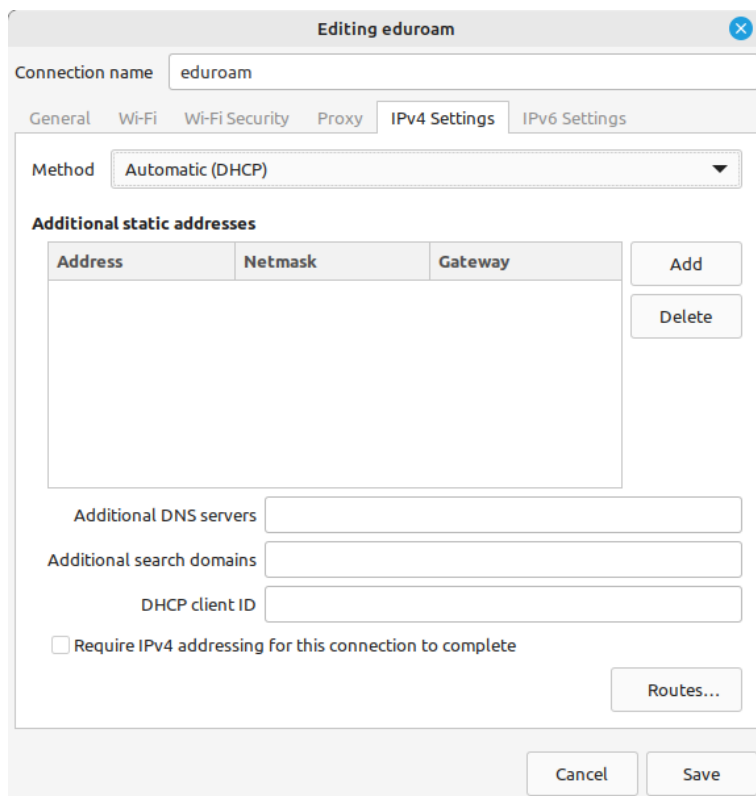 Editing eduroam
Connection name eduroam
General Wi-Fi Wi-Fi Security Proxy IPv4 Settings IPv6 Settings
Method Automatic (DHCP)
Additional static addresses
Address Netmask Gateway Add
Delete
Additional DNS servers
Additional search domains
DHCP client ID
Require IPv4 addressing for this connection to complete
Routes...
Cancel Save